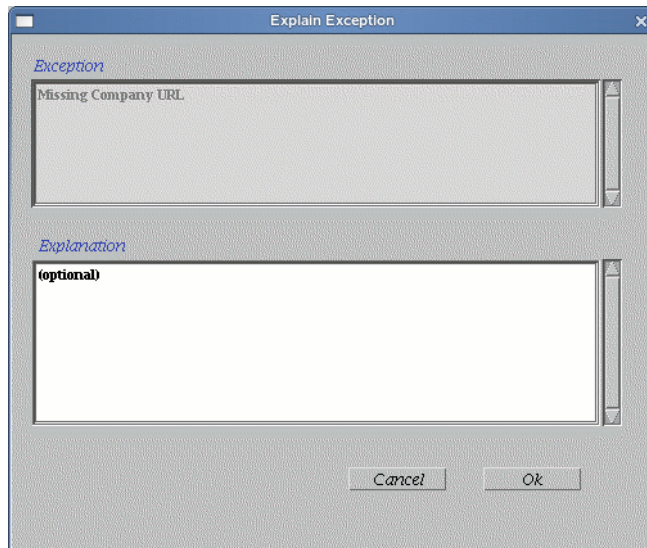 Explain Exception
Exception
Missing Company URL
Explanation
(optional)
Cancel
Ok